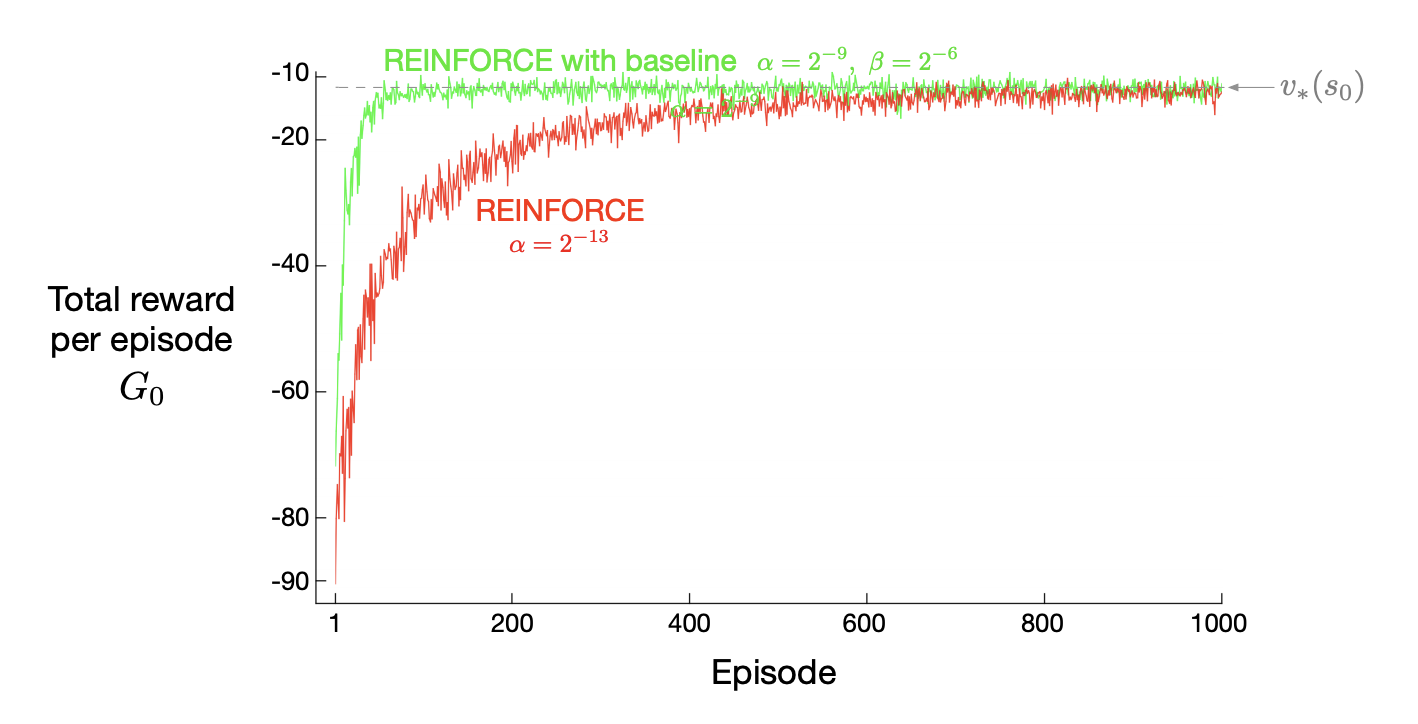 REINFORCE with baseline α = 2⁻⁹, β = 2⁻⁶
-10
v*(s₀)
-20
REINFORCE
α = 2⁻¹³
-40
Total reward
per episode
G₀
-60
-80
-90
1 200 400 600 800 1000
Episode